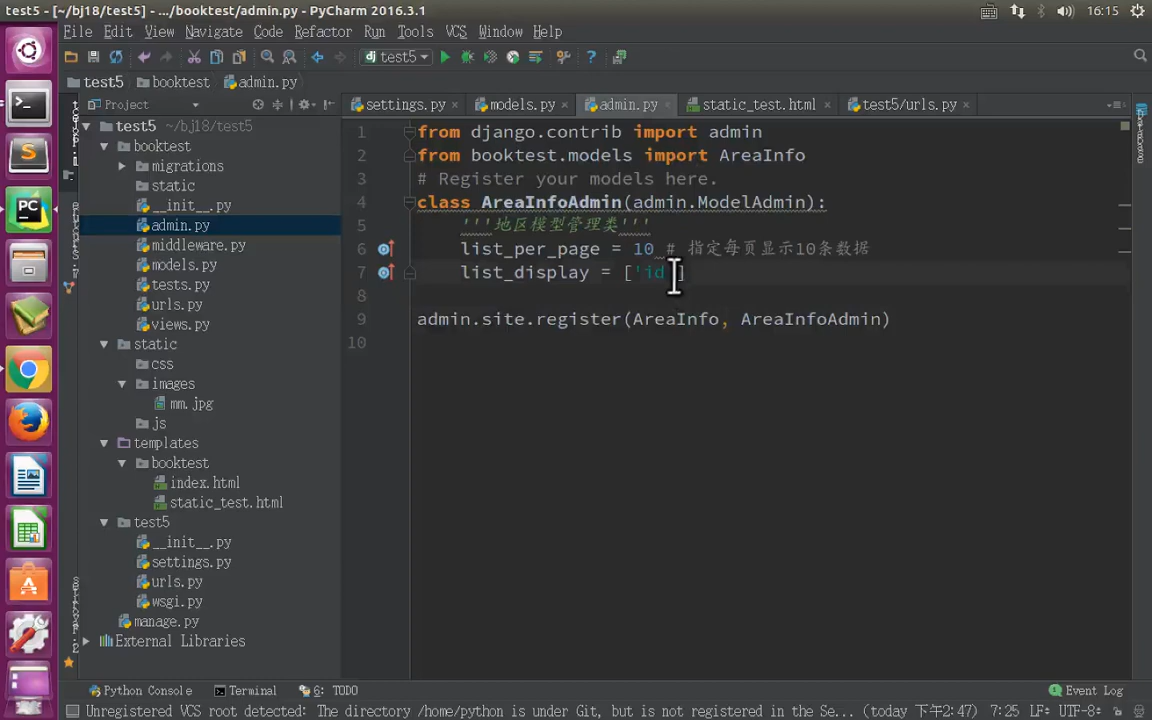 test5 - [~/bj18/test5] - .../booktest/admin.py - PyCharm 2016.3.1
16:15
File Edit View Navigate Code Refactor Run Tools VCS Window Help
dj test5
test5 booktest admin.py
Project
settings.py models.py admin.py static_test.html test5/urls.py
test5 ~/bj18/test5
booktest
migrations
static
__init__.py
admin.py
middleware.py
models.py
tests.py
urls.py
views.py
static
css
images
mm.jpg
js
templates
booktest
index.html
static_test.html
test5
__init__.py
settings.py
urls.py
wsgi.py
manage.py
External Libraries
1 from django.contrib import admin
2 from booktest.models import AreaInfo
3 # Register your models here.
4 class AreaInfoAdmin(admin.ModelAdmin):
5 '''地区模型管理类'''
6 list_per_page = 10 # 指定每页显示10条数据
7 list_display = ['id']
8
9 admin.site.register(AreaInfo, AreaInfoAdmin)
10
Python Console Terminal 6: TODO Event Log
Unregistered VCS root detected: The directory /home/python is under Git, but is not registered in the Se... (today 下午2:47) 7:25 LF÷ UTF-8÷